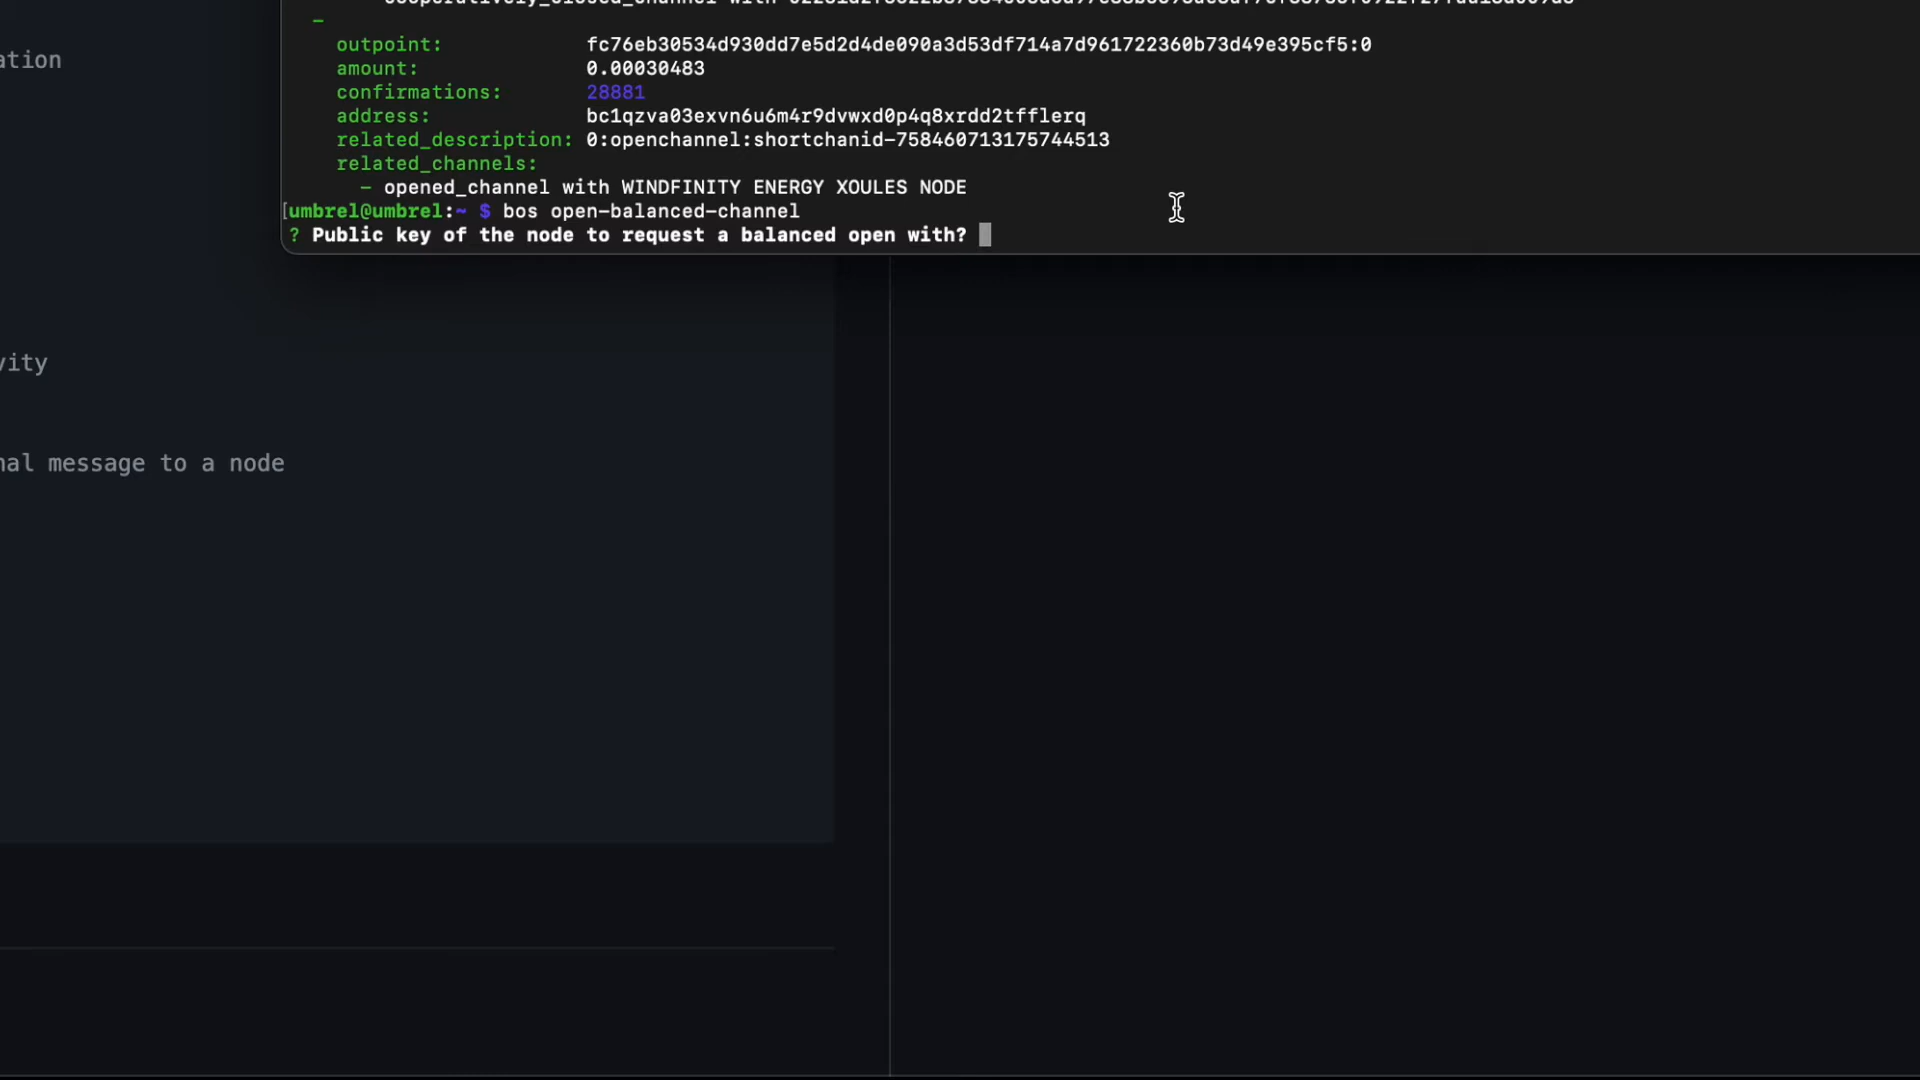 –
outpoint: fc76eb30534d930dd7e5d2d4de090a3d53df714a7d961722360b73d49e395cf5:0
amount: 0.00030483
confirmations: 28881
address: bc1qzva03exvn6u6m4r9dvwxd0p4q8xrdd2tfflerq
related_description: 0:openchannel:shortchanid-758460713175744513
related_channels:
– opened_channel with WINDFINITY ENERGY XOULES NODE
[umbrel@umbrel:~ $ bos open-balanced-channel
? Public key of the node to request a balanced open with?
ation
vity
nal message to a node